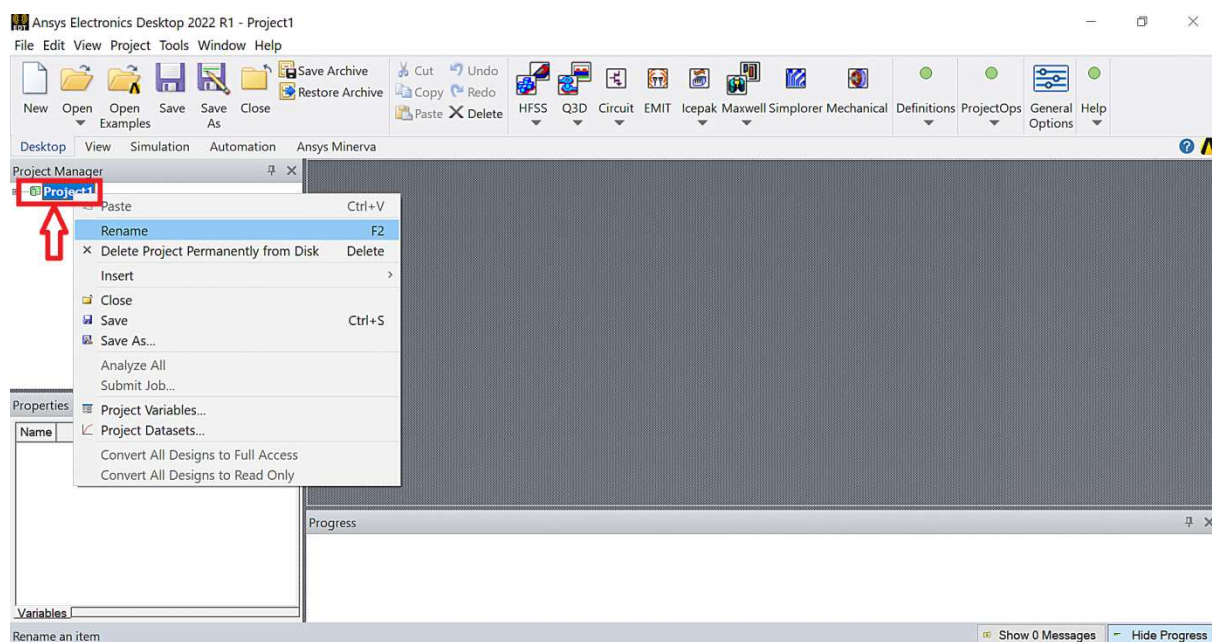 Ansys Electronics Desktop 2022 R1 - Project1
File Edit View Project Tools Window Help
New
Open
Open Examples
Save
Save As
Close
Save Archive
Restore Archive
Cut
Copy
Paste
Undo
Redo
Delete
HFSS
Q3D
Circuit
EMIT
Icepak
Maxwell
Simplorer
Mechanical
Definitions
ProjectOps
General Options
Help
Desktop View Simulation Automation Ansys Minerva
Project Manager
Project1
Paste Ctrl+V
Rename F2
Delete Project Permanently from Disk Delete
Insert
Close
Save Ctrl+S
Save As...
Analyze All
Submit Job...
Project Variables...
Project Datasets...
Convert All Designs to Full Access
Convert All Designs to Read Only
Properties
Name
Variables
Progress
Rename an item
Show 0 Messages
Hide Progress